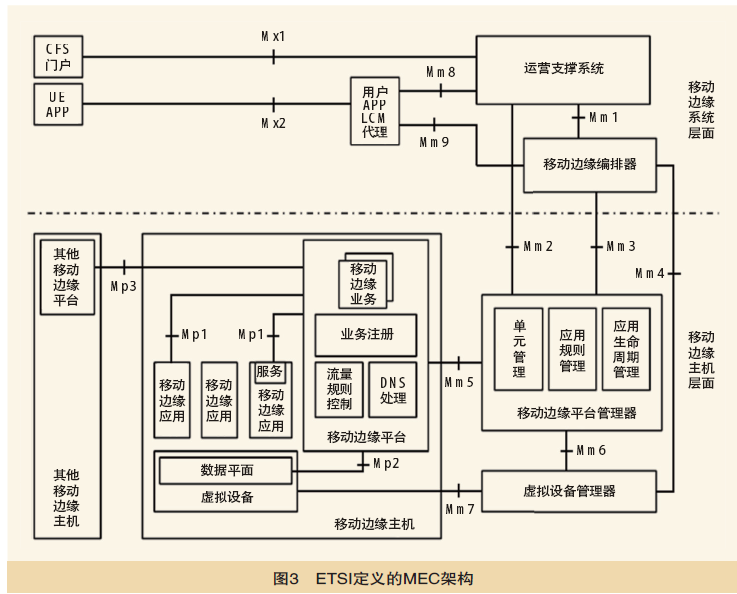 CFS
门户
Mx1
运营支撑系统
UE
APP
Mx2
用户
APP
LCM
代理
Mm8
Mm9
Mm1
移动边缘编排器
移动
边缘
系统
层面
Mm2
Mm3
Mm4
其他
移动
边缘
平台
Mp3
移动
边缘
业务
业务注册
流量
规则
控制
DNS
处理
移动边缘平台
Mp1
Mp1
移动
边缘
应用
移动
边缘
应用
服务
移动
边缘
应用
Mp2
数据平面
虚拟设备
移动边缘主机
其他
移动
边缘
主机
Mm5
单
元
管
理
应用
规则
管理
应用
生命
周期
管理
移动边缘平台管理器
移动
边缘
主机
层面
Mm6
Mm7
虚拟设备管理器
图3 ETSI定义的MEC架构